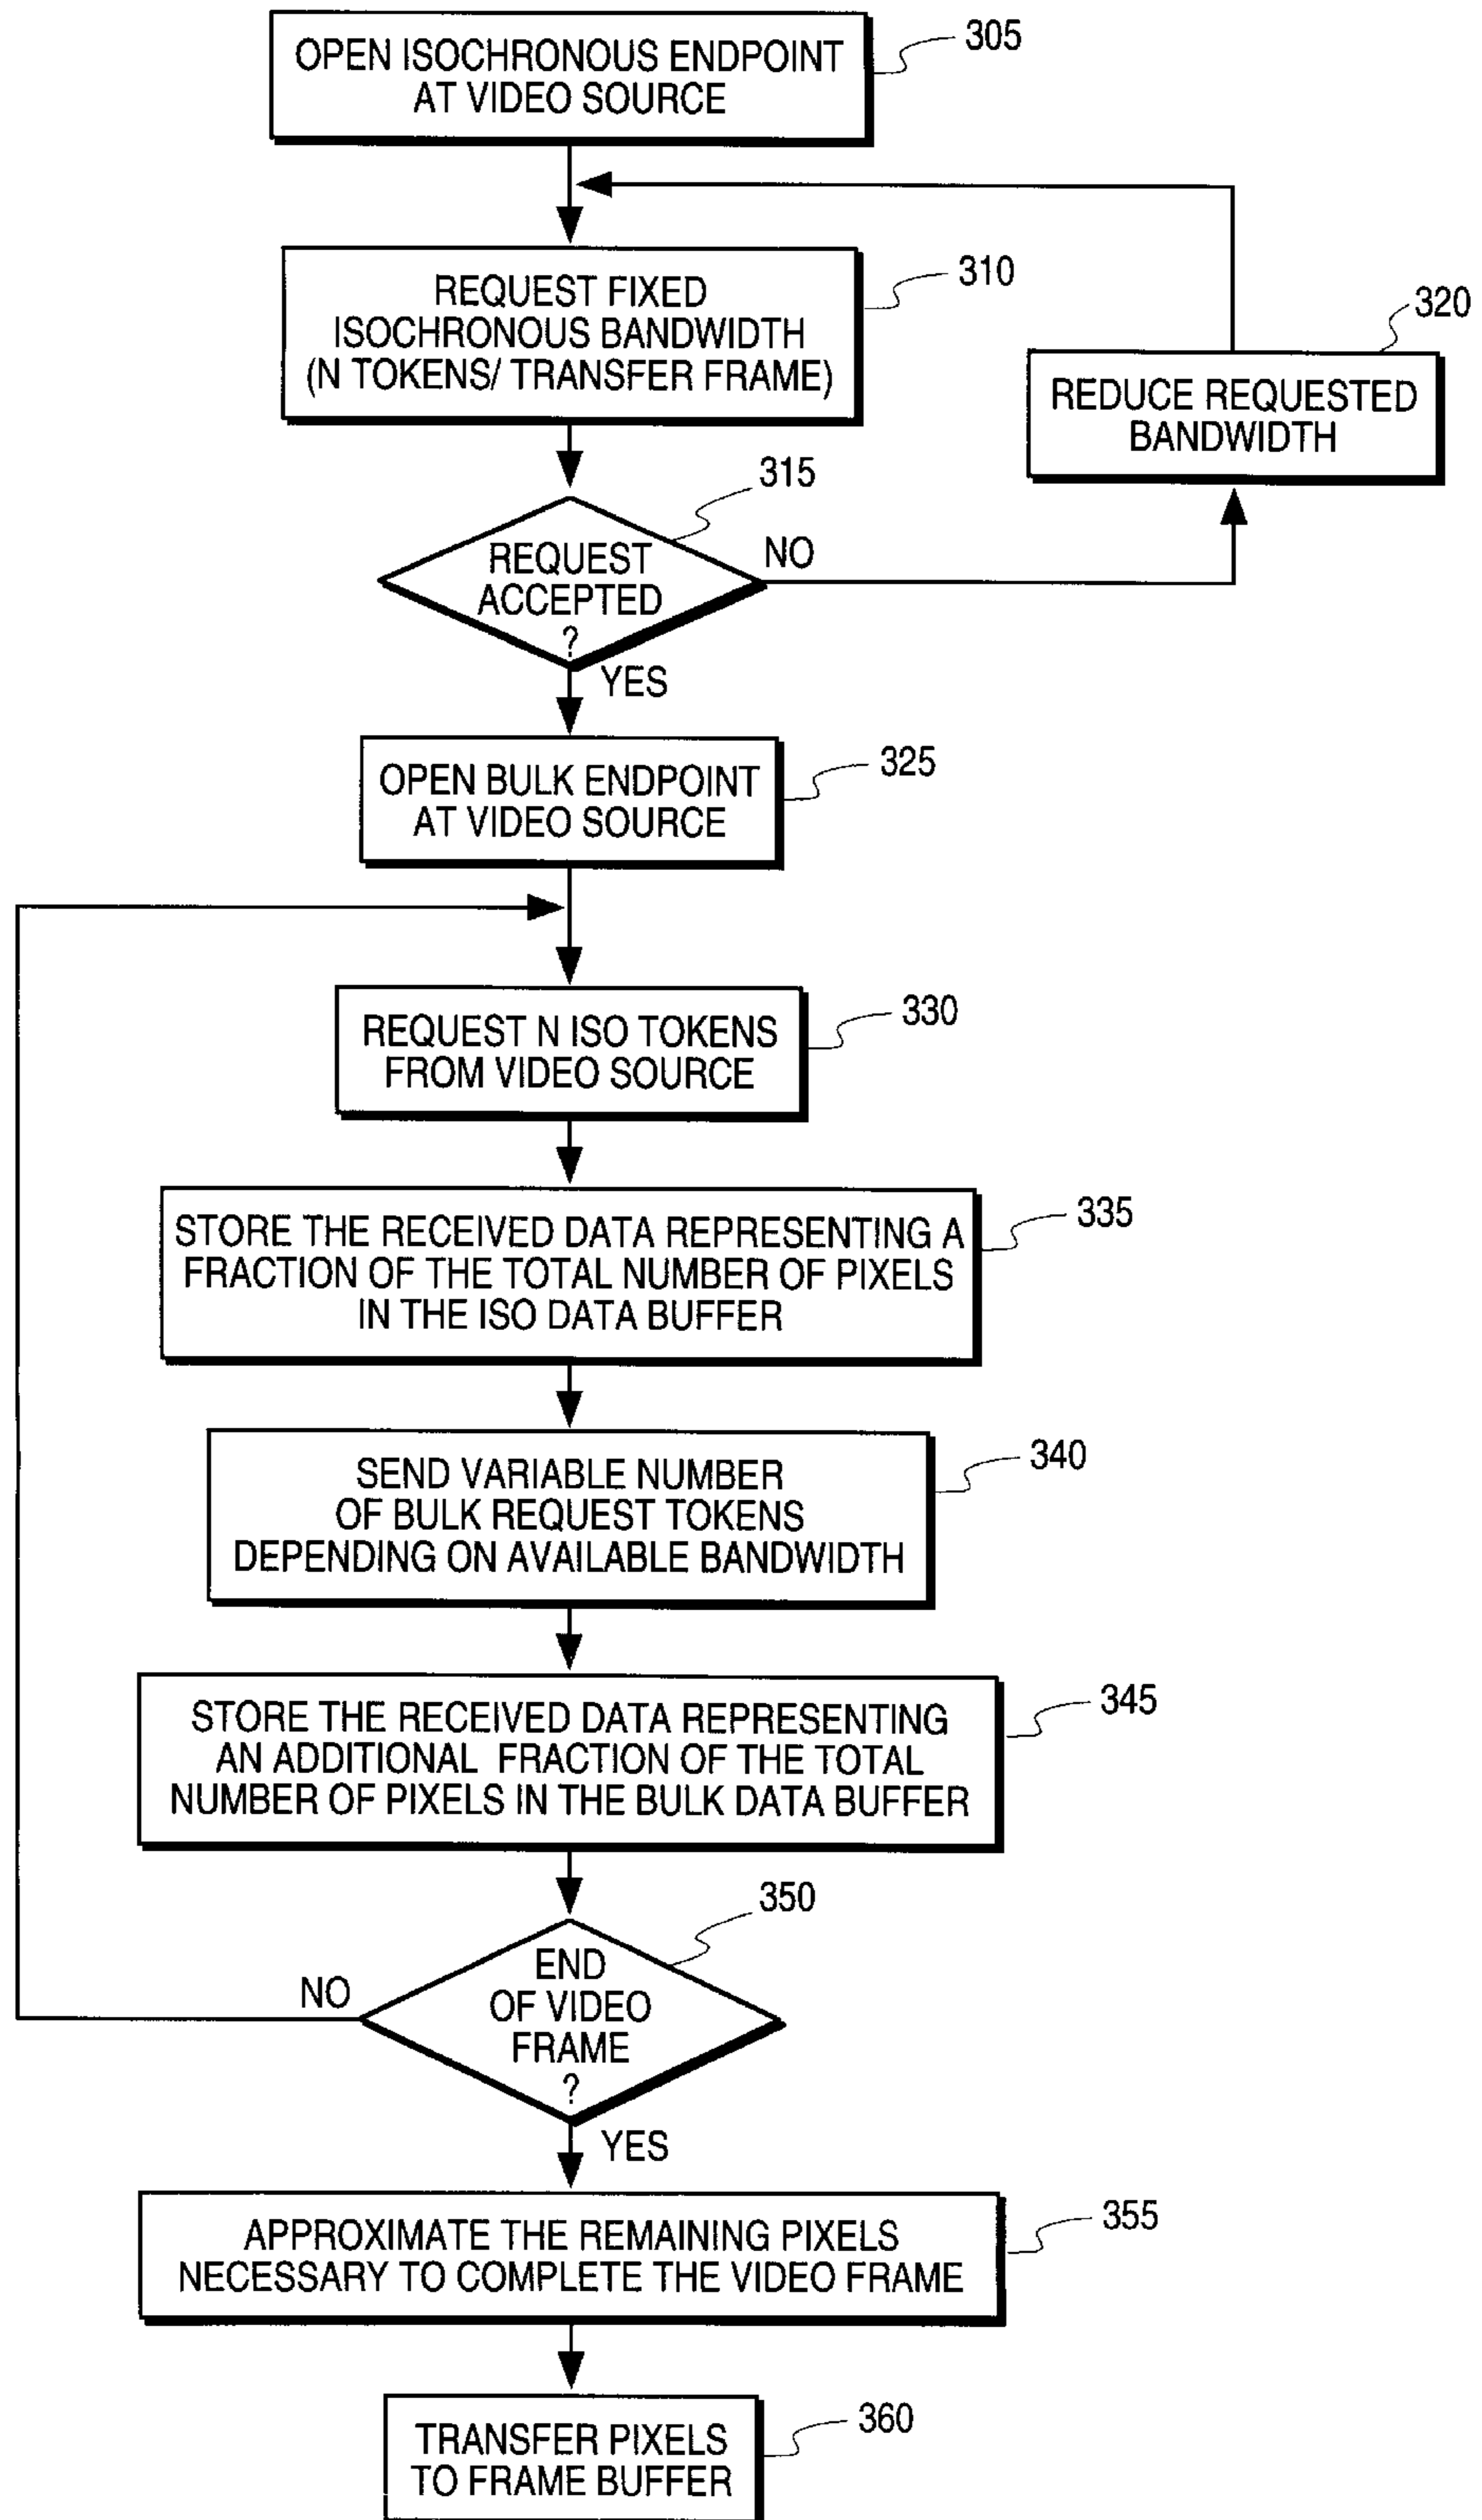 OPEN ISOCHRONOUS ENDPOINT
AT VIDEO SOURCE
305
REQUEST FIXED
ISOCHRONOUS BANDWIDTH
(N TOKENS/ TRANSFER FRAME)
310
320
REDUCE REQUESTED
BANDWIDTH
315
REQUEST
ACCEPTED
?
NO
YES
OPEN BULK ENDPOINT
AT VIDEO SOURCE
325
REQUEST N ISO TOKENS
FROM VIDEO SOURCE
330
STORE THE RECEIVED DATA REPRESENTING A
FRACTION OF THE TOTAL NUMBER OF PIXELS
IN THE ISO DATA BUFFER
335
SEND VARIABLE NUMBER
OF BULK REQUEST TOKENS
DEPENDING ON AVAILABLE BANDWIDTH
340
STORE THE RECEIVED DATA REPRESENTING
AN ADDITIONAL FRACTION OF THE TOTAL
NUMBER OF PIXELS IN THE BULK DATA BUFFER
345
350
END
OF VIDEO
FRAME
?
NO
YES
APPROXIMATE THE REMAINING PIXELS
NECESSARY TO COMPLETE THE VIDEO FRAME
355
TRANSFER PIXELS
TO FRAME BUFFER
360